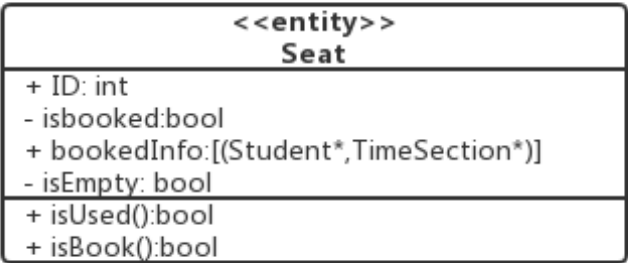 <<entity>>
Seat
+ ID: int
- isbooked:bool
+ bookedInfo:[(Student*,TimeSection*)]
- isEmpty: bool
+ isUsed():bool
+ isBook():bool